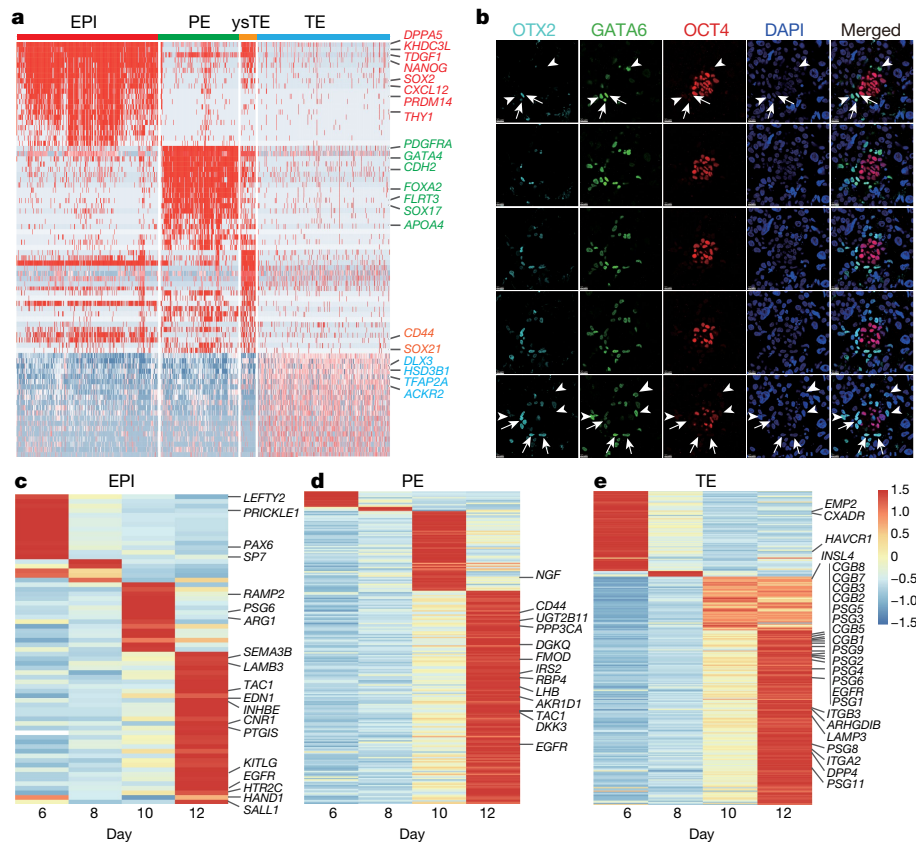 a
EPI PE ysTE TE
DPPA5
KHDC3L
TDGF1
NANOG
SOX2
CXCL12
PRDM14
THY1
PDGFRA
GATA4
CDH2
FOXA2
FLRT3
SOX17
APOA4
CD44
SOX21
DLX3
HSD3B1
TFAP2A
ACKR2
b
OTX2 GATA6 OCT4 DAPI Merged
c
EPI
LEFTY2
PRICKLE1
PAX6
SP7
RAMP2
PSG6
ARG1
SEMA3B
LAMB3
TAC1
EDN1
INHBE
CNR1
PTGIS
KITLG
EGFR
HTR2C
HAND1
SALL1
6 8 10 12
Day
d
PE
NGF
CD44
UGT2B11
PPP3CA
DGKQ
FMOD
IRS2
RBP4
LHB
AKR1D1
TAC1
DKK3
EGFR
6 8 10 12
Day
e
TE
EMP2
CXADR
HAVCR1
INSL4
CGB8
CGB7
CGB3
CGB2
PSG5
PSG3
CGB5
CGB1
PSG9
PSG2
PSG4
PSG6
EGFR
PSG1
ITGB3
ARHGDIB
LAMP3
PSG8
ITGA2
DPP4
PSG11
6 8 10 12
Day
1.5
1.0
0.5
0
−0.5
−1.0
−1.5